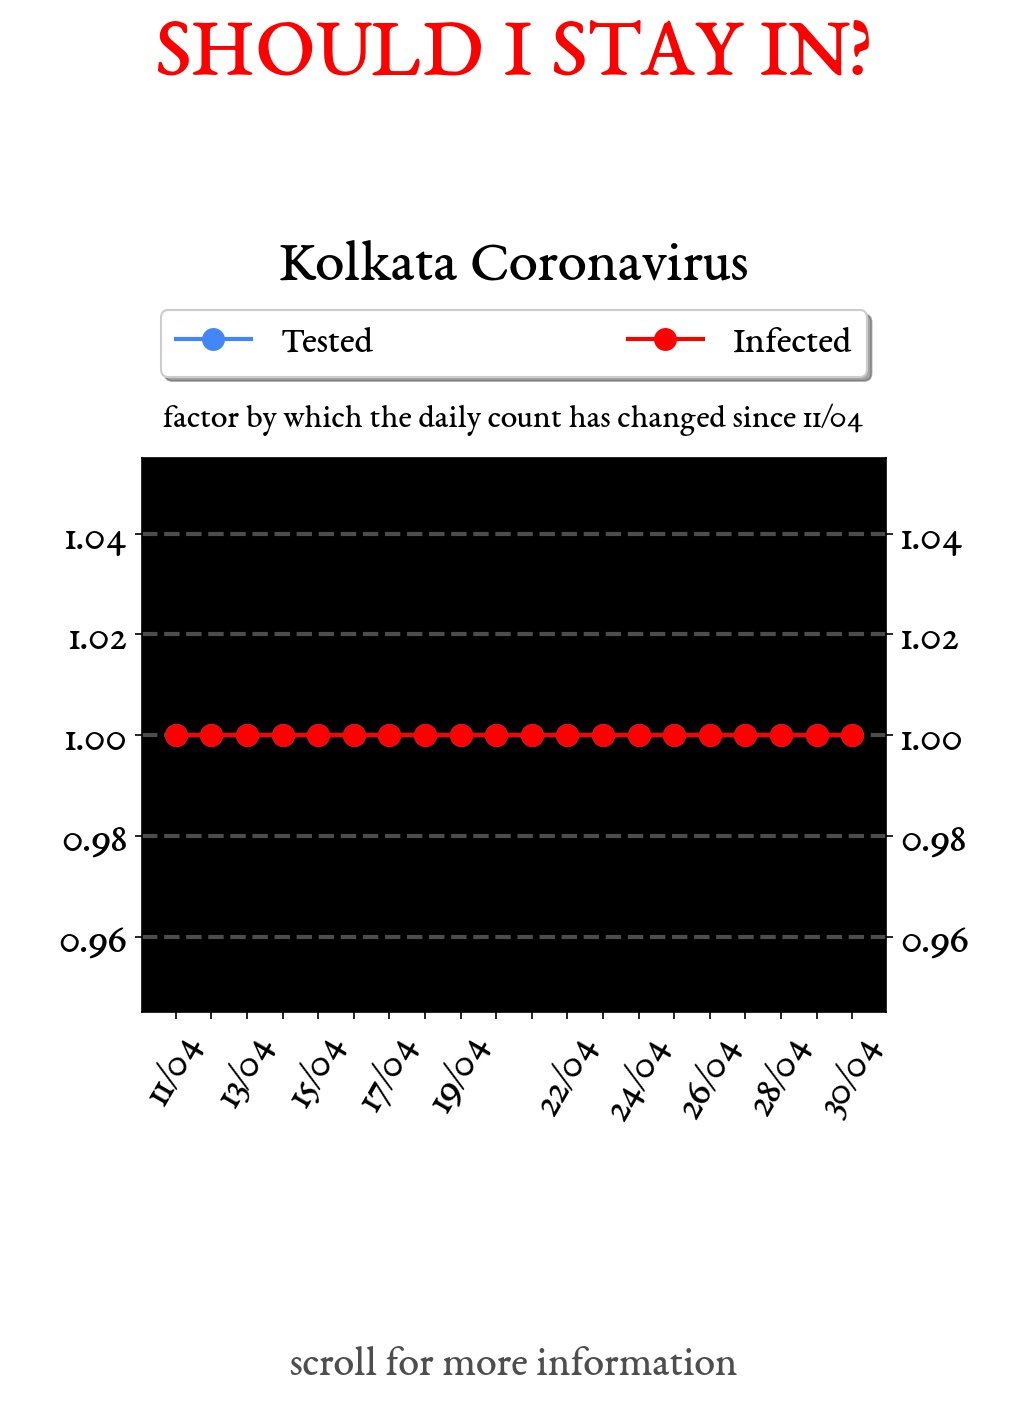 SHOULD I STAY IN?
Kolkata Coronavirus
Tested Infected
factor by which the daily count has changed since 11/04
1.04 1.04
1.02 1.02
1.00 1.00
0.98 0.98
0.96 0.96
11/04 13/04 15/04 17/04 19/04 22/04 24/04 26/04 28/04 30/04
scroll for more information